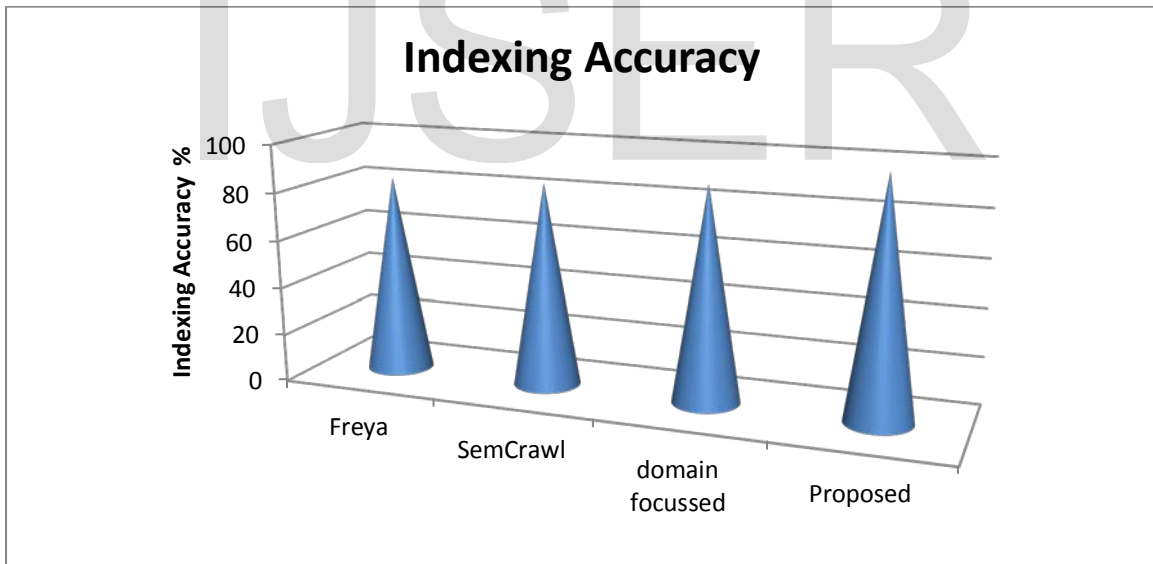 IJSER
Indexing Accuracy
Indexing Accuracy %
100
80
60
40
20
0
Freya
SemCrawl
domain
focussed
Proposed